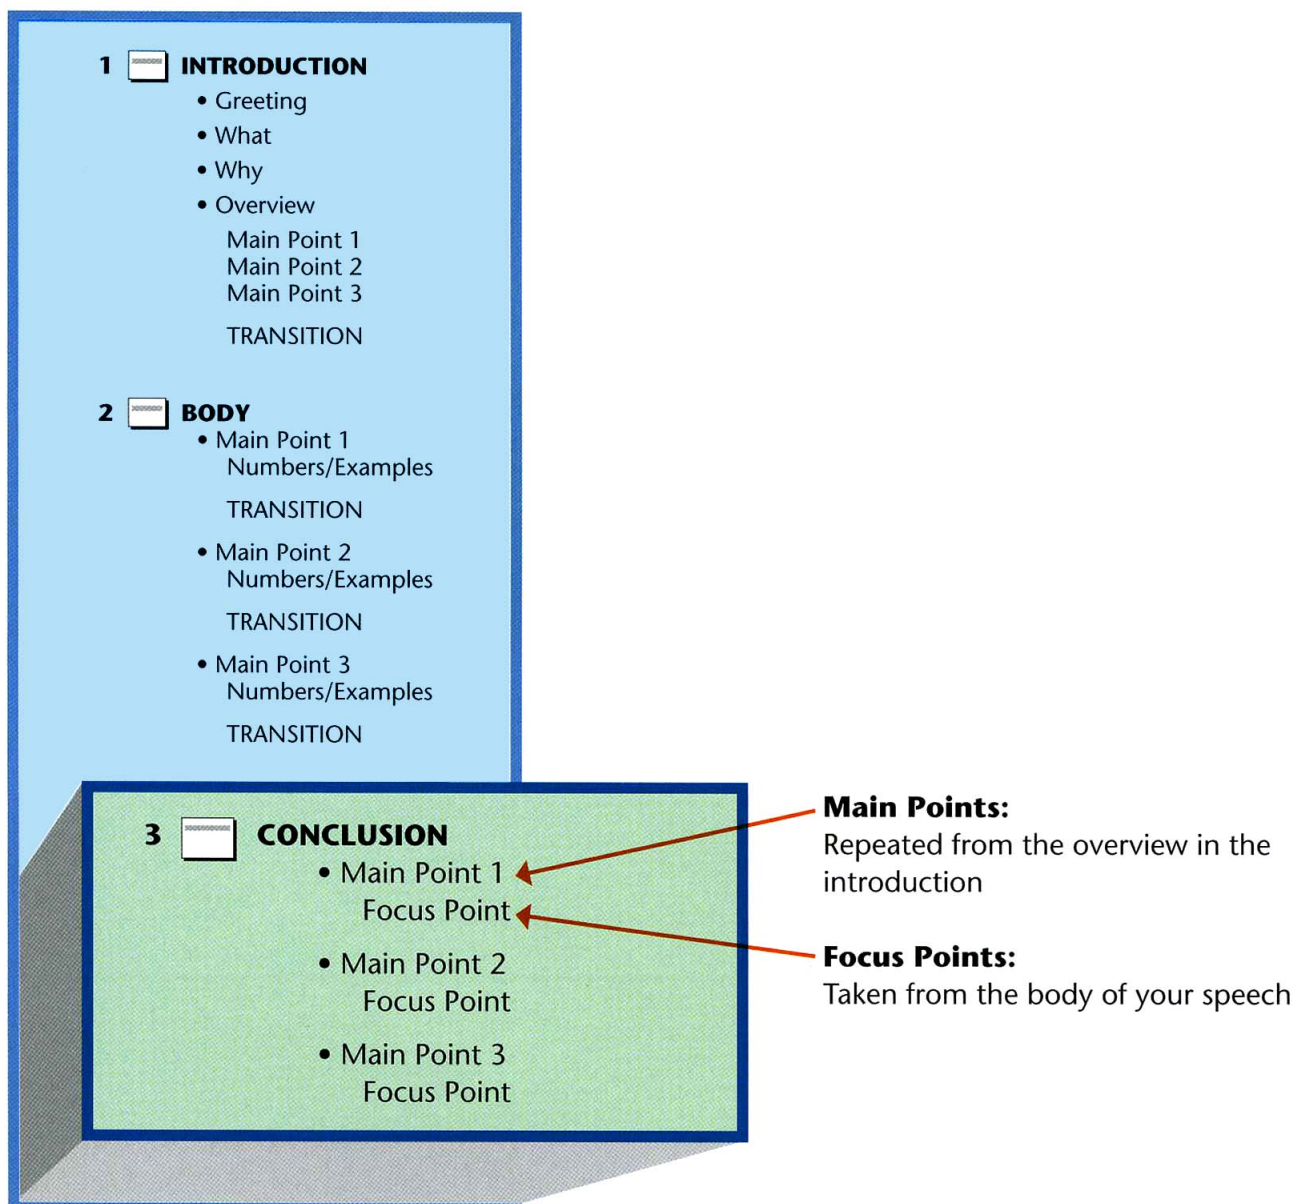 1 INTRODUCTION
• Greeting
• What
• Why
• Overview
Main Point 1
Main Point 2
Main Point 3
TRANSITION
2 BODY
• Main Point 1
Numbers/Examples
TRANSITION
• Main Point 2
Numbers/Examples
TRANSITION
• Main Point 3
Numbers/Examples
TRANSITION
3 CONCLUSION
• Main Point 1
Focus Point
• Main Point 2
Focus Point
• Main Point 3
Focus Point
Main Points:
Repeated from the overview in the
introduction
Focus Points:
Taken from the body of your speech